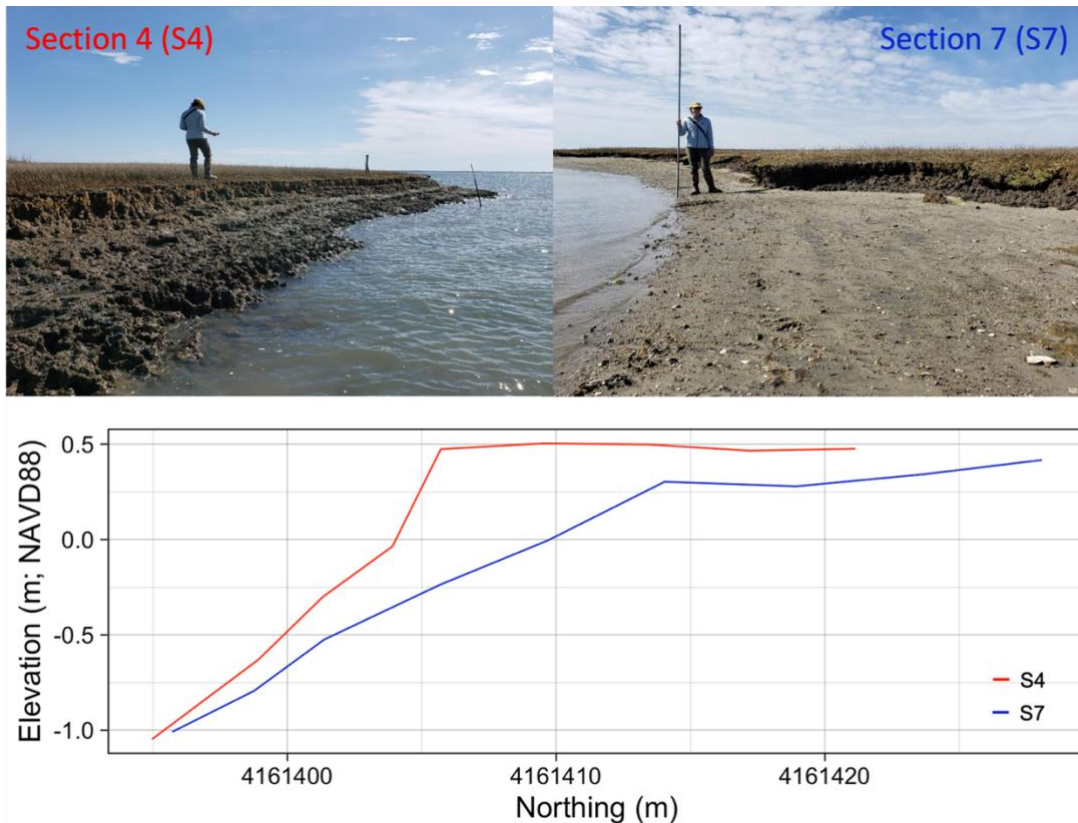 Section 4 (S4)
Section 7 (S7)
Elevation (m; NAVD88)
0.5
0.0
-0.5
-1.0
S4
S7
4161400
4161410
4161420
Northing (m)